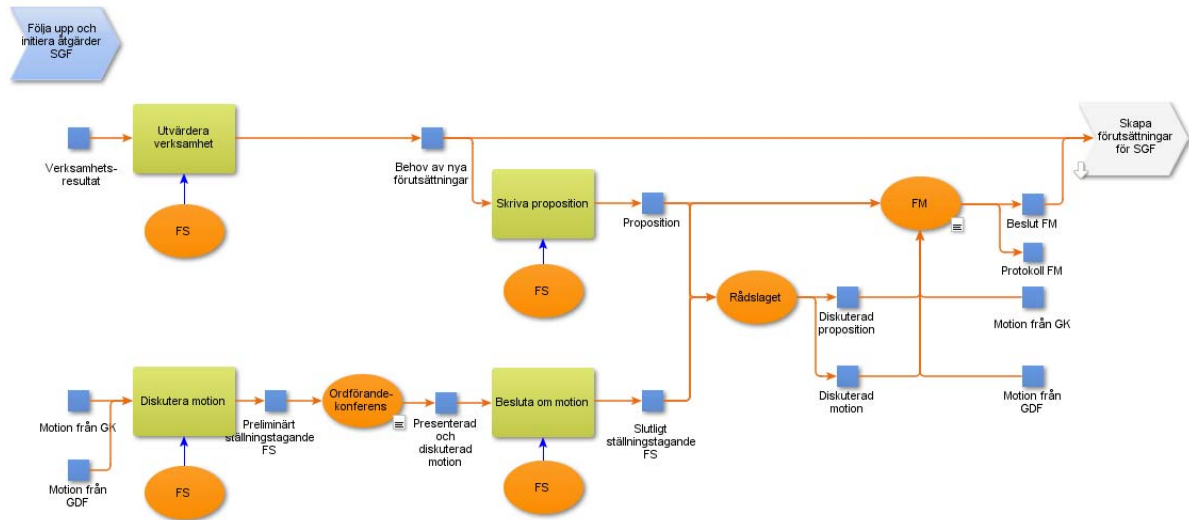 Följa upp och
initiera åtgärder
SGF
Utvärdera
verksamhet
Verksamhets-
resultat
FS
Behov av nya
förutsättningar
Skapa
förutsättningar
för SGF
Skriva proposition
Proposition
FS
FM
Beslut FM
Protokoll FM
Rådslaget
Diskuterad
proposition
Motion från GK
Diskuterad
motion
Motion från
GDF
Motion från GK
Motion från
GDF
Diskutera motion
FS
Preliminärt
ställningstagande
FS
Ordförande-
konferens
Presenterad
och
diskuterad
motion
Besluta om motion
FS
Slutligt
ställningstagande
FS